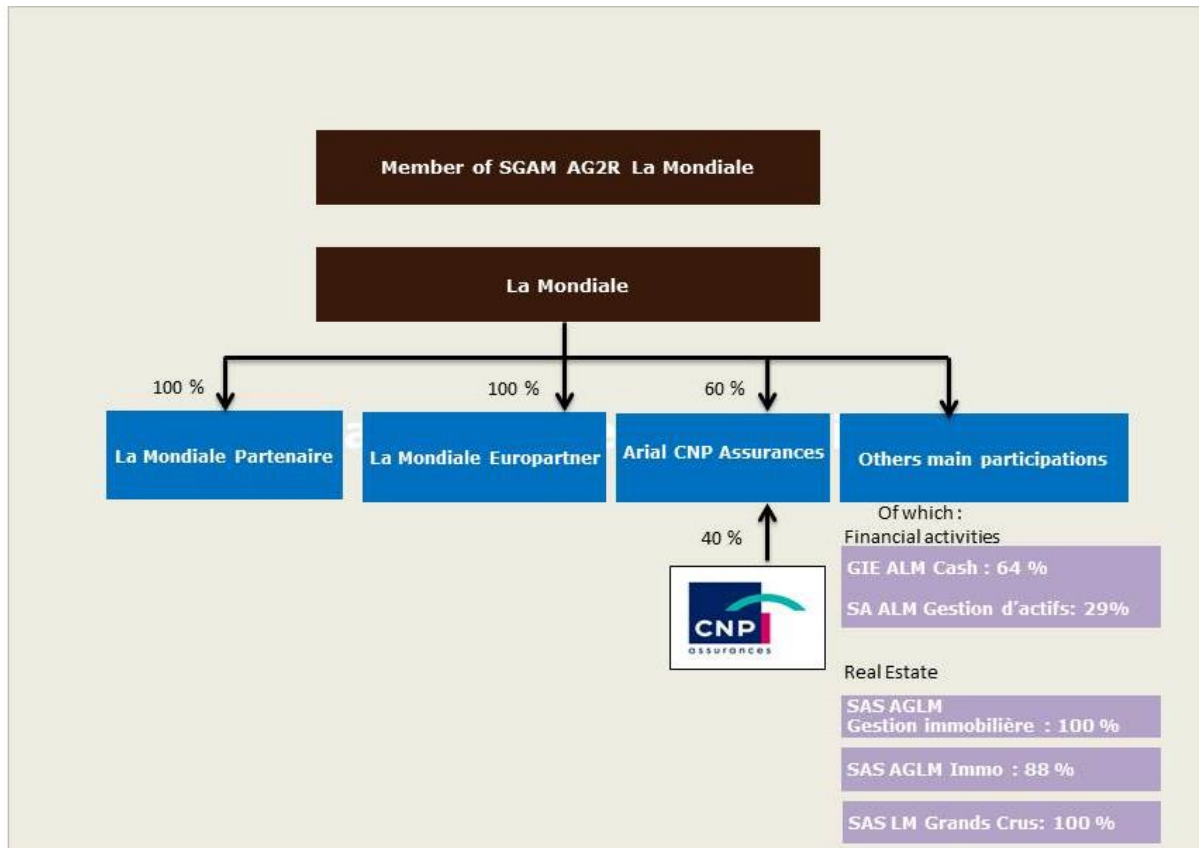 Member of SGAM AG2R La Mondiale
La Mondiale
100 %
100 %
60 %
La Mondiale Partenaire
La Mondiale Europartner
Arial CNP Assurances
Others main participations
40 %
CNP
assurances
Of which :
Financial activities
GIE ALM Cash : 64 %
SA ALM Gestion d'actifs: 29%
Real Estate
SAS AGLM
Gestion immobilière : 100 %
SAS AGLM Immo : 88 %
SAS LM Grands Crus: 100 %